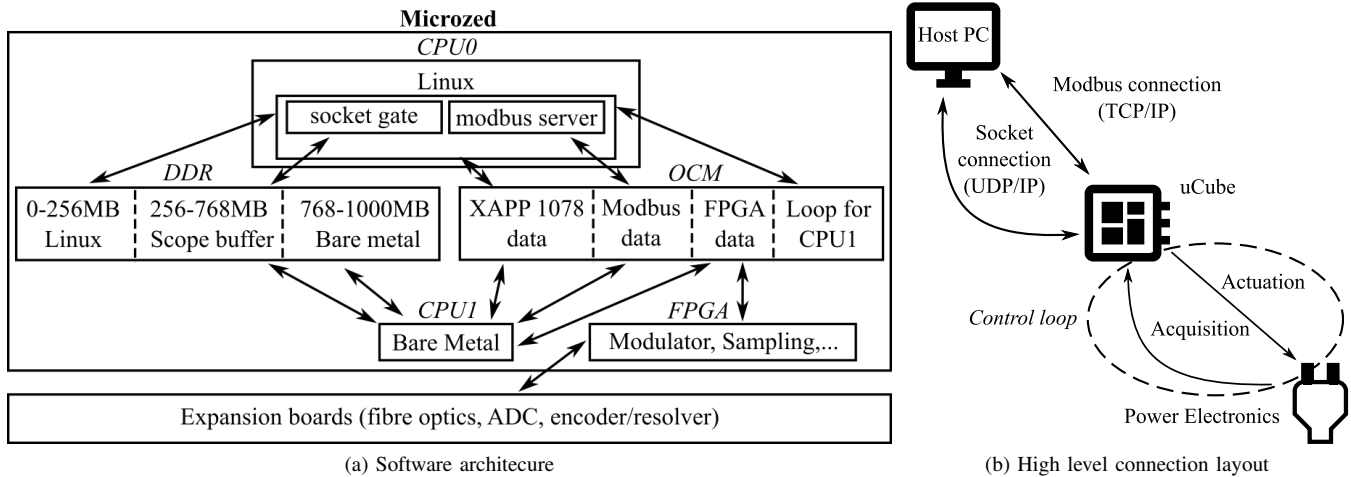 Microzed
CPU0
Linux
socket gate
modbus server
DDR
OCM
0-256MB
Linux
256-768MB
Scope buffer
768-1000MB
Bare metal
XAPP 1078
data
Modbus
data
FPGA
data
Loop for
CPU1
CPU1
Bare Metal
FPGA
Modulator, Sampling,...
Expansion boards (fibre optics, ADC, encoder/resolver)
(a) Software architecure
Host PC
Modbus connection
(TCP/IP)
Socket
connection
(UDP/IP)
uCube
Control loop
Actuation
Acquisition
Power Electronics
(b) High level connection layout